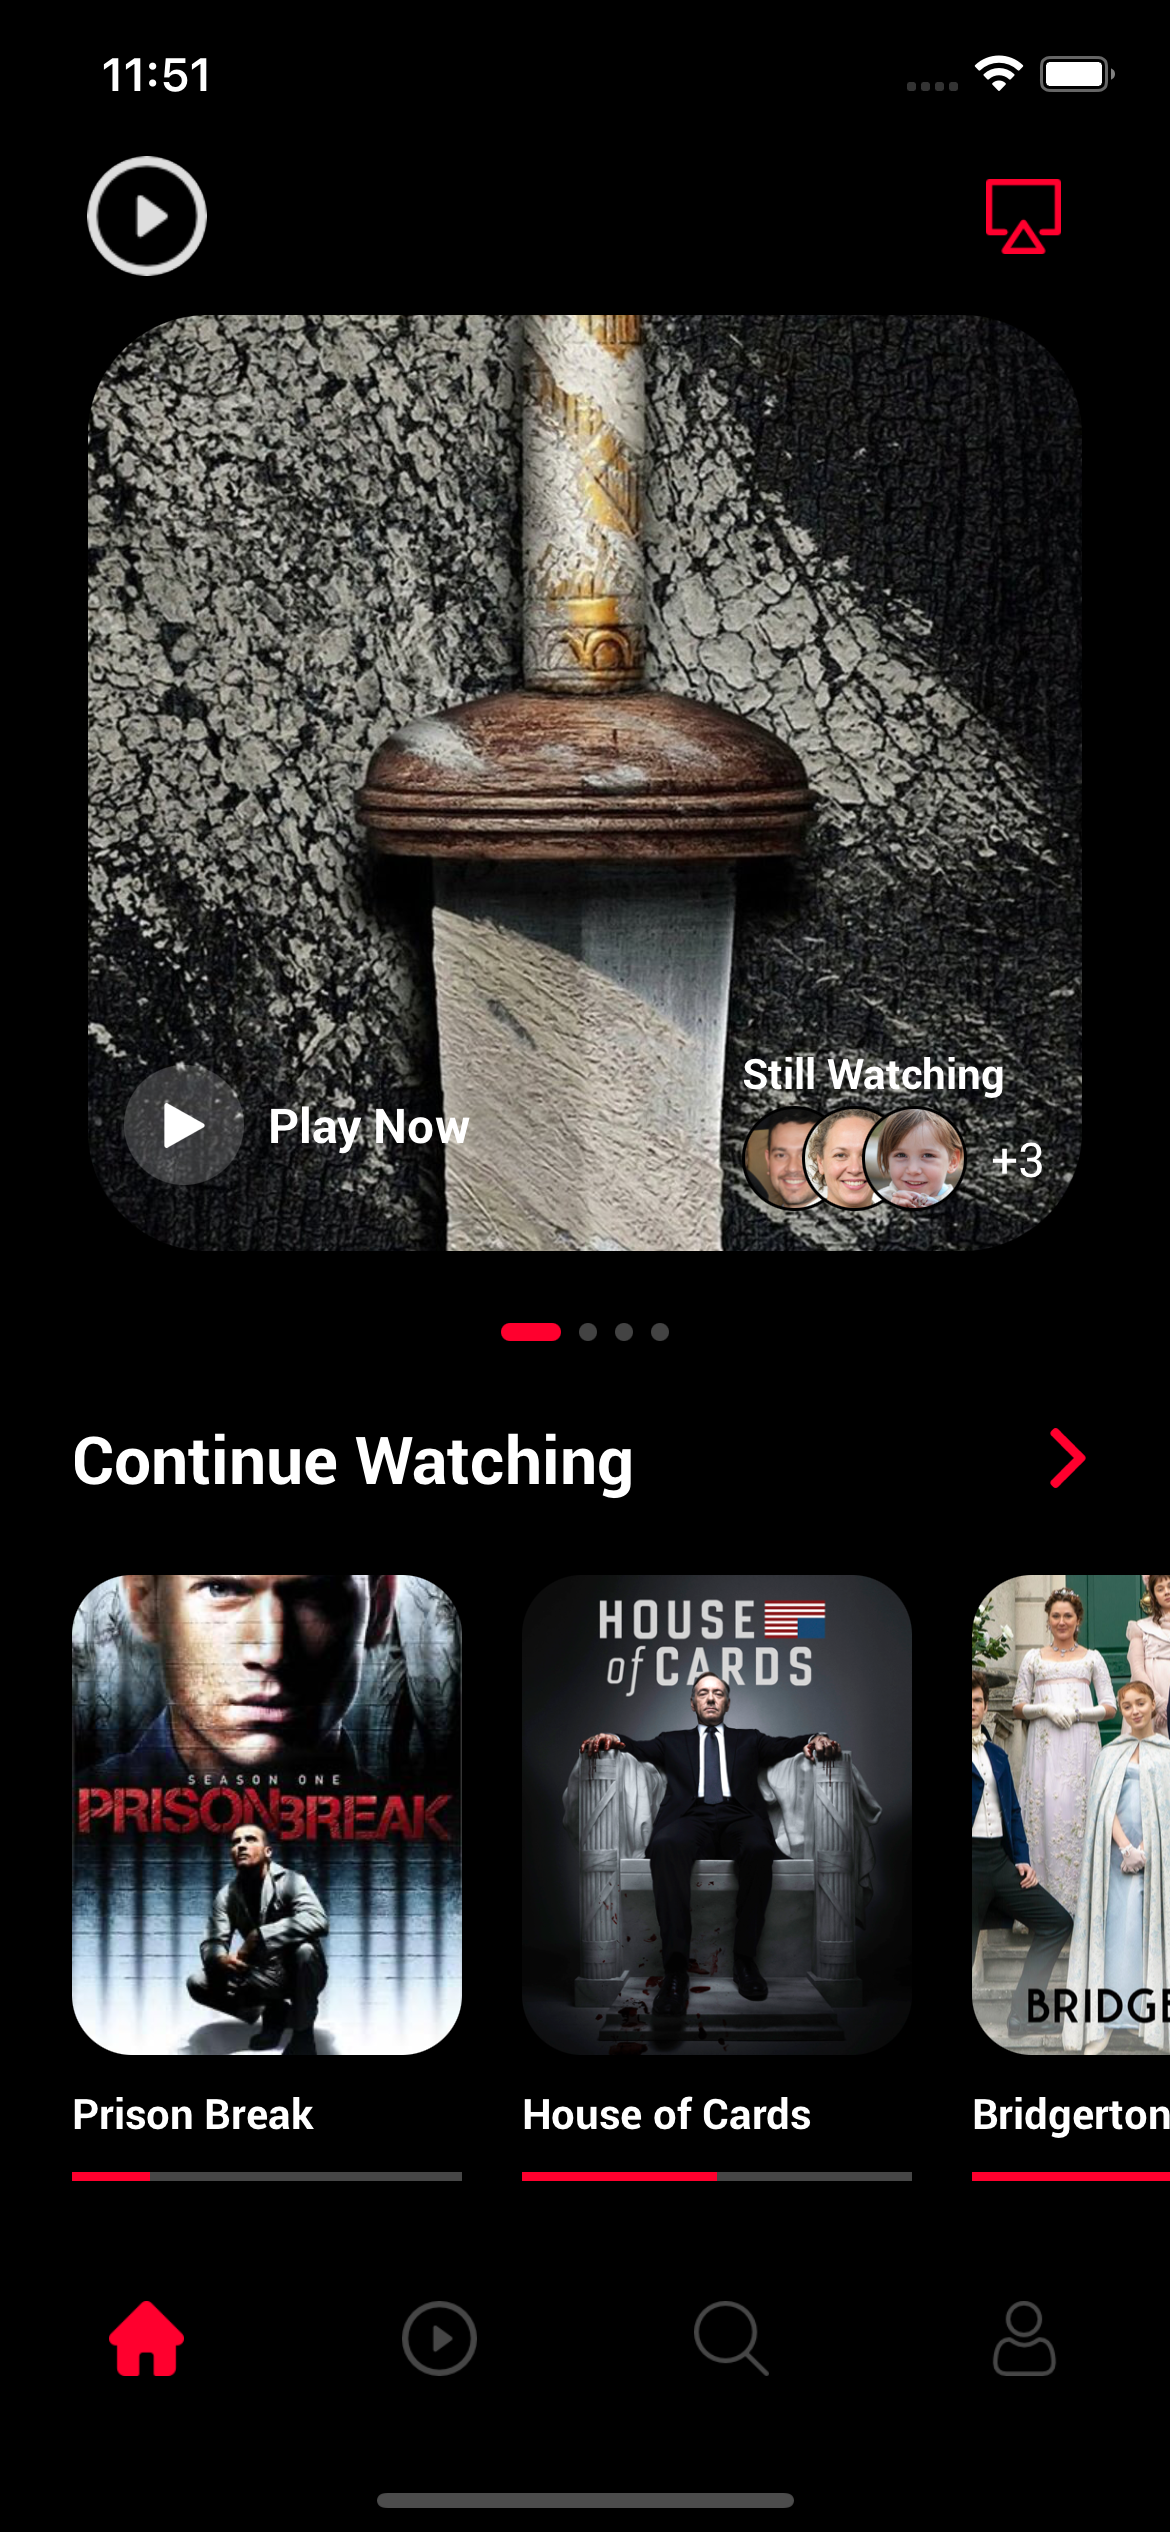 11:51
Play Now
Still Watching
+3
Continue Watching
SEASON ONE
PRISON BREAK
HOUSE
of CARDS
BRIDGE
Prison Break
House of Cards
Bridgerton